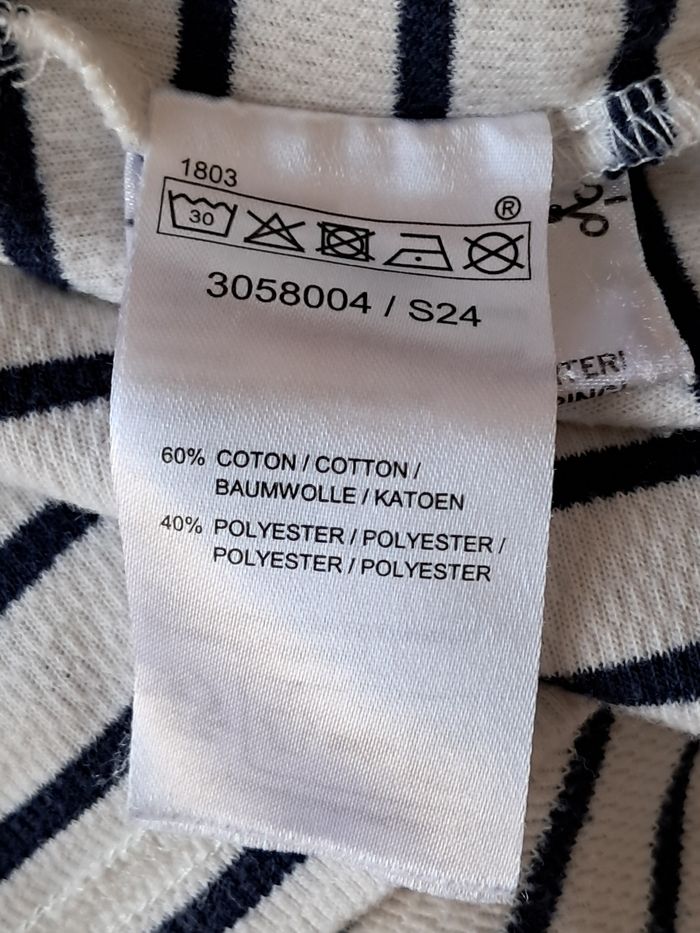 1803
®
30
3058004 / S24
60% COTON / COTTON /
BAUMWOLLE / KATOEN
40% POLYESTER / POLYESTER /
POLYESTER / POLYESTER